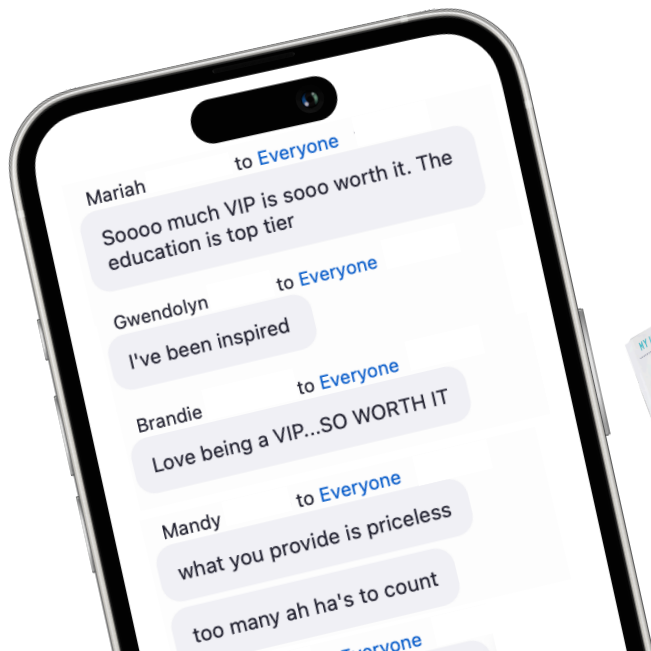 Mariah to Everyone
Soooo much VIP is sooo worth it. The
education is top tier
Gwendolyn to Everyone
I've been inspired
Brandie to Everyone
Love being a VIP...SO WORTH IT
Mandy to Everyone
what you provide is priceless
too many ah ha's to count
Everyone
MY